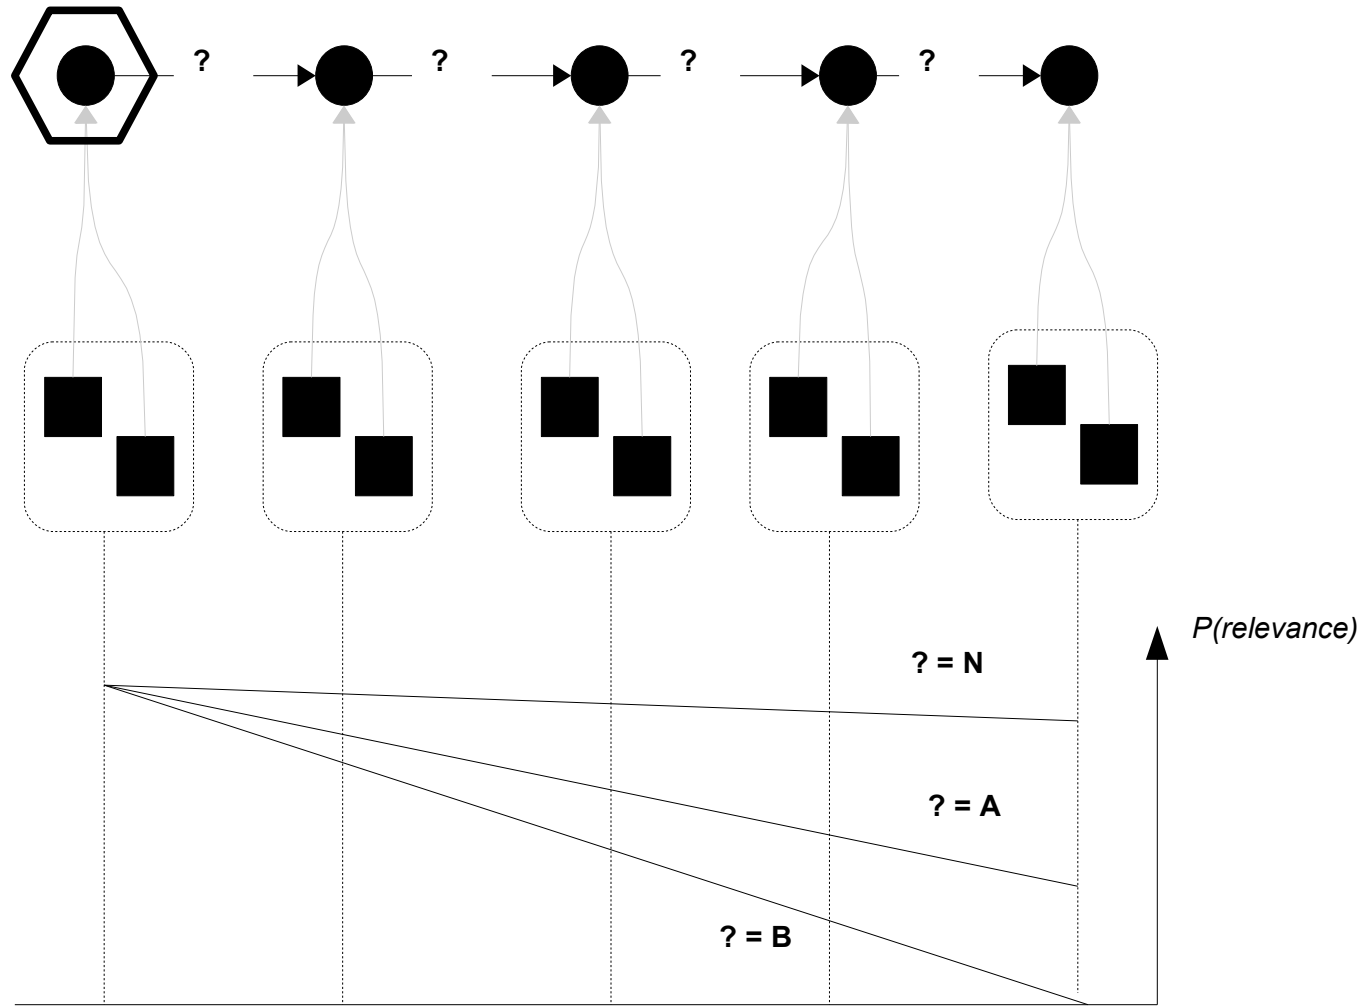 ? ? ? ?
P(relevance)
? = N
? = A
? = B